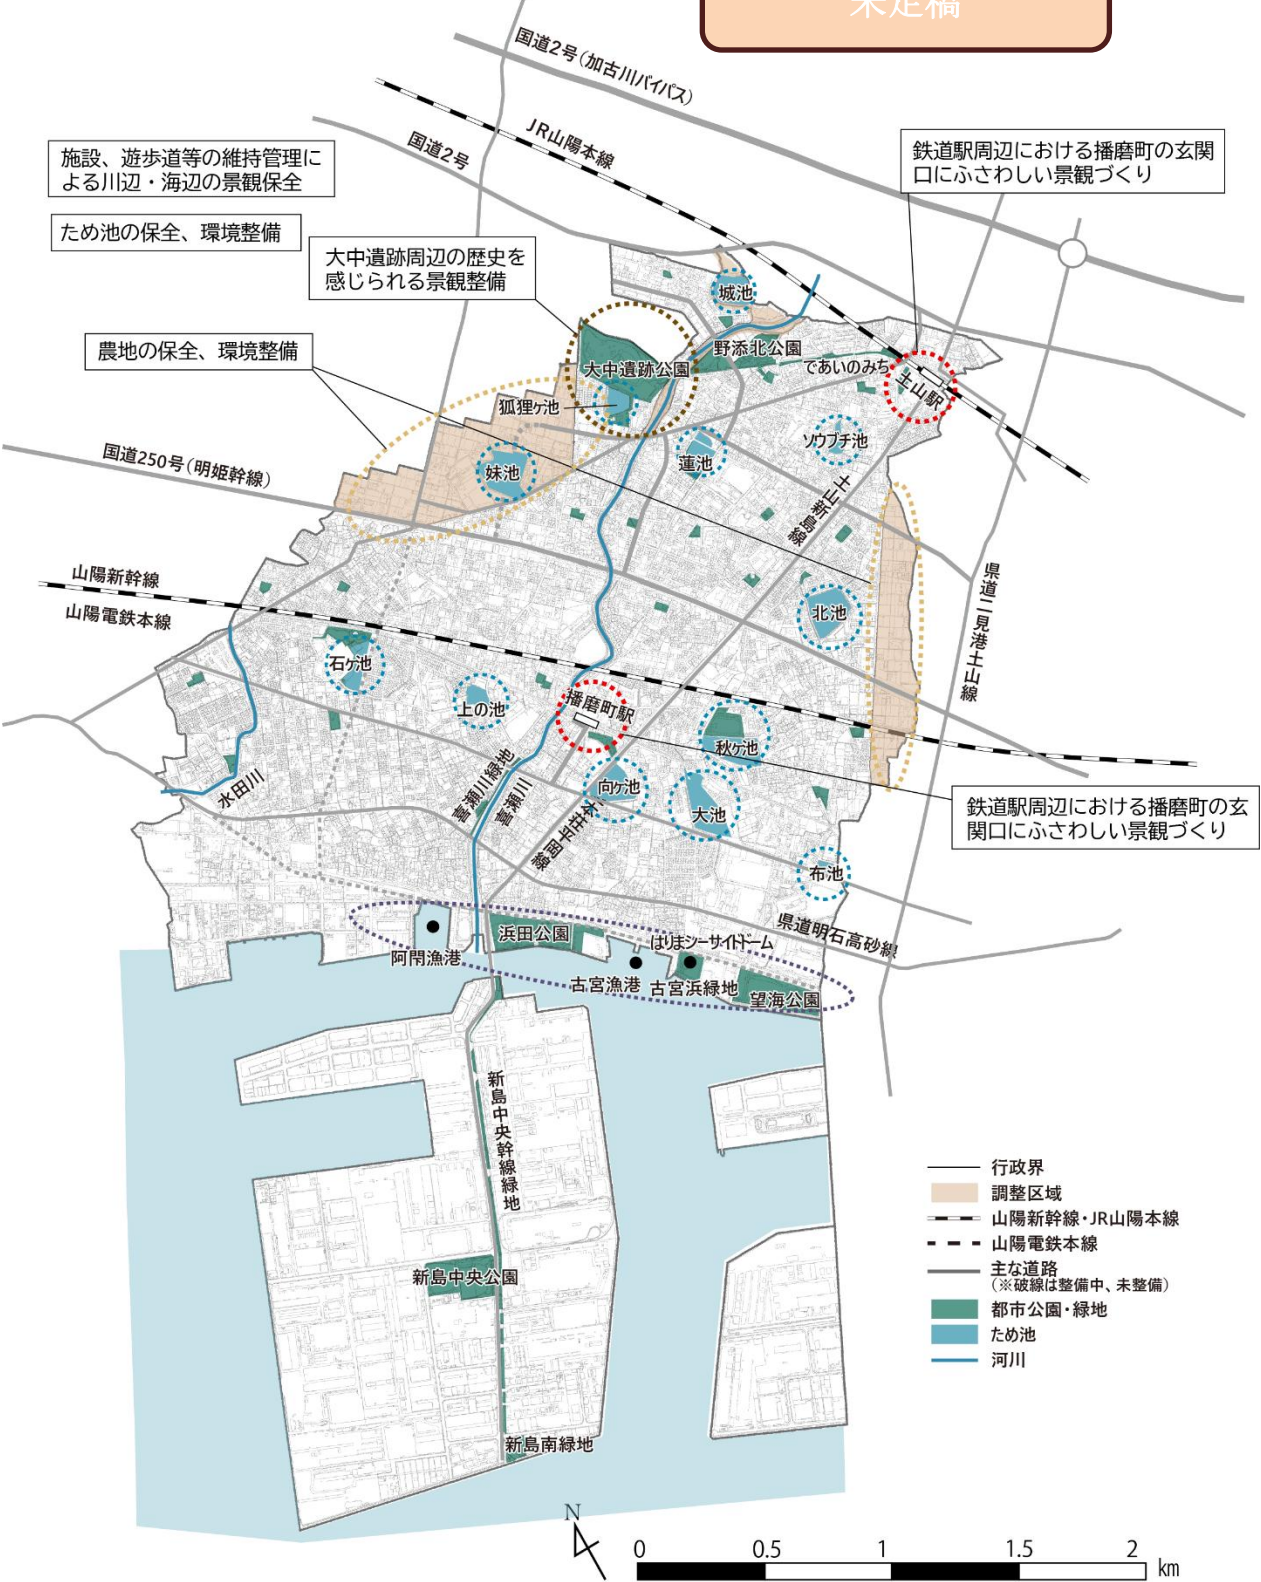 未定稿
国道2号（加古川バイパス）
JR山陽本線
国道2号
施設、遊歩道等の維持管理に
よる川辺・海辺の景観保全
ため池の保全、環境整備
鉄道駅周辺における播磨町の玄関
口にふさわしい景観づくり
大中遺跡周辺の歴史を
感じられる景観整備
農地の保全、環境整備
城池
野添北公園
大中遺跡公園
であいのみち
土山駅
狐狸ヶ池
国道250号（明姫幹線）
妹池
蓮池
ソウブチ池
土山新島線
県道二見港土山線
山陽新幹線
山陽電鉄本線
北池
石ヶ池
上の池
播磨町駅
秋ヶ池
水田川
喜瀬川緑地
喜瀬川
向ヶ池
大池
本荘平岡線
鉄道駅周辺における播磨町の玄
関口にふさわしい景観づくり
布池
県道明石高砂線
阿閇漁港
浜田公園
はりまシーサイドドーム
古宮漁港
古宮浜緑地
望海公園
新島中央幹線緑地
新島中央公園
新島南緑地
行政界
調整区域
山陽新幹線・JR山陽本線
山陽電鉄本線
主な道路
（※破線は整備中、未整備）
都市公園・緑地
ため池
河川
N
0 0.5 1 1.5 2 km